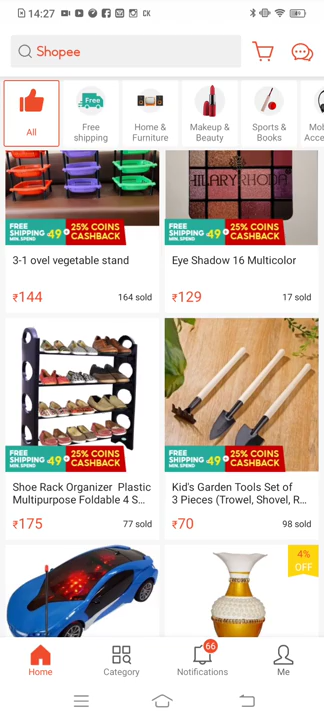 14:27
CK
Shopee
All
Free
Free
shipping
Home &
Furniture
Makeup &
Beauty
Sports &
Books
Mob
Acce
FREE
SHIPPING
MIN. SPEND
49
+
25% COINS
CASHBACK
HILARYRHODA
FREE
SHIPPING
MIN. SPEND
49
+
25% COINS
CASHBACK
3-1 ovel vegetable stand
₹144
164 sold
Eye Shadow 16 Multicolor
₹129
17 sold
FREE
SHIPPING
MIN. SPEND
49
+
25% COINS
CASHBACK
FREE
SHIPPING
MIN. SPEND
49
+
25% COINS
CASHBACK
Shoe Rack Organizer Plastic
Multipurpose Foldable 4 S...
₹175
77 sold
Kid's Garden Tools Set of
3 Pieces (Trowel, Shovel, R...
₹70
98 sold
4%
OFF
66
Home
Category
Notifications
Me